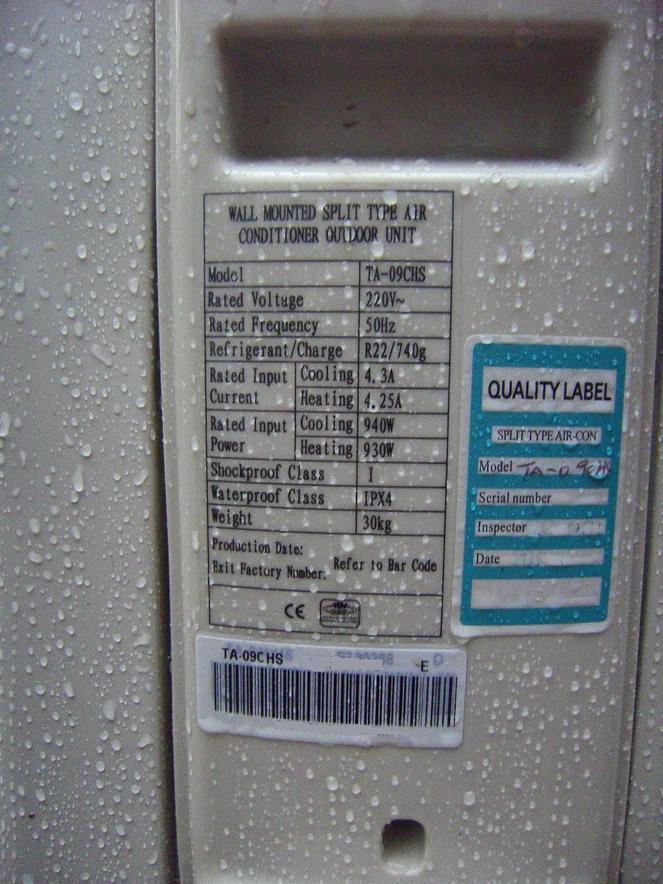 WALL MOUNTED SPLIT TYPE AIR
CONDITIONER OUTDOOR UNIT
Model TA-09CHS
Rated Voltage 220V~
Rated Frequency 50Hz
Refrigerant/Charge R22/740g
Rated Input Current Cooling 4.3A
Heating 4.25A
Rated Input Power Cooling 940W
Heating 930W
Shockproof Class I
Waterproof Class IPX4
Weight 30kg
Production Date:
Exit Factory Number: Refer to Bar Code
CE
TA-09CHS E D
QUALITY LABEL
SPLIT TYPE AIR-CON
Model TA-09CHS
Serial number
Inspector
Date